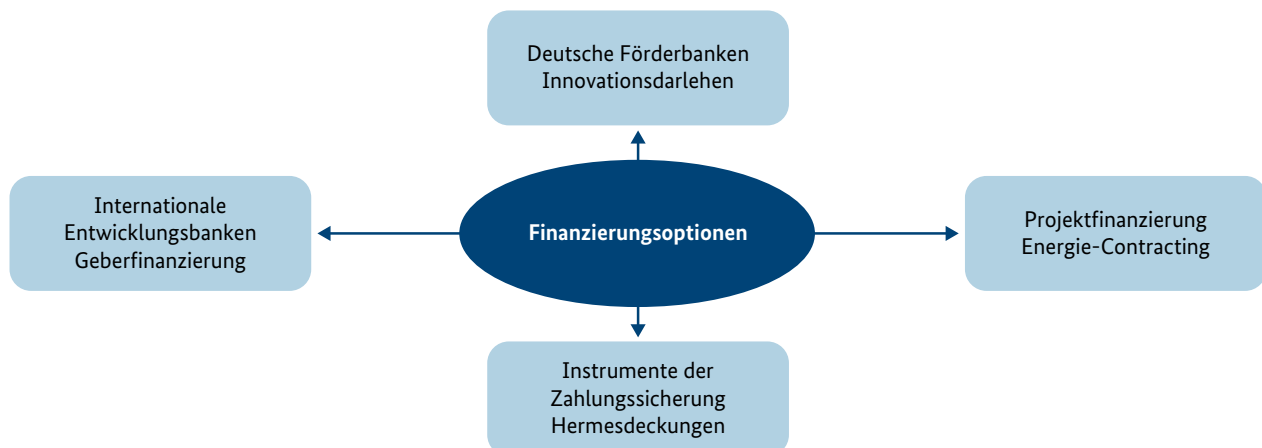 Deutsche Förderbanken
Innovationsdarlehen
Internationale
Entwicklungsbanken
Geberfinanzierung
Finanzierungsoptionen
Projektfinanzierung
Energie-Contracting
Instrumente der
Zahlungssicherung
Hermesdeckungen